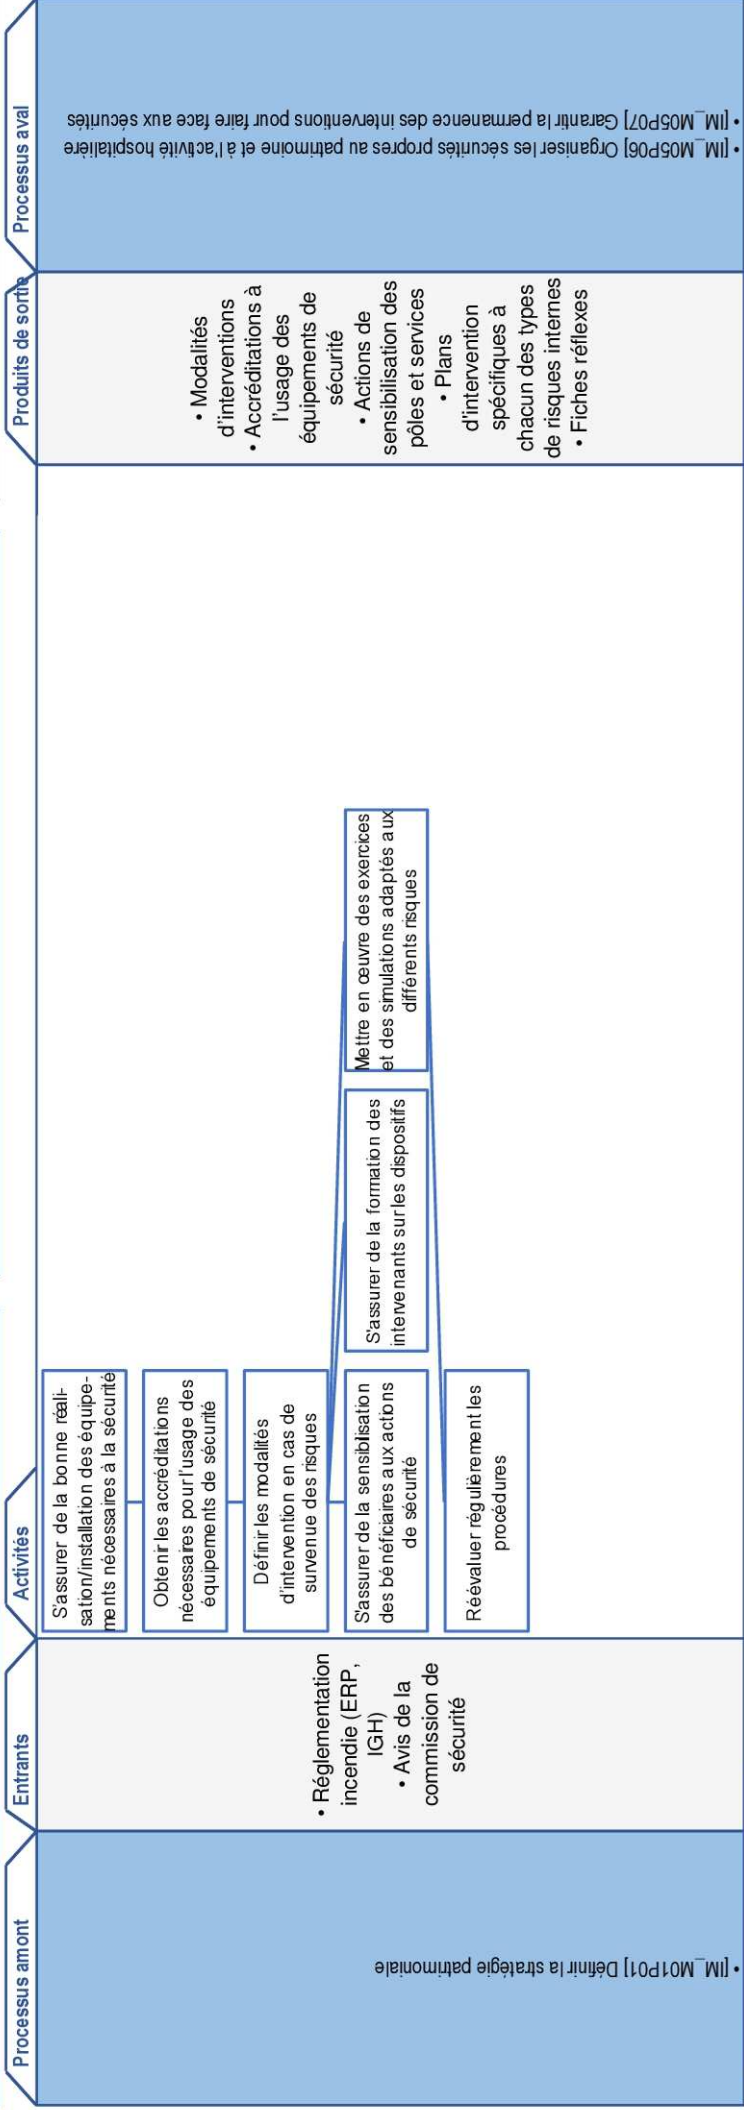 Processus amont
Entrants
Activités
Produits de sortie
Processus aval
• [IM_M01P01] Définir la stratégie patrimoniale
• Réglementation
incendie (ERP,
IGH)
• Avis de la
commission de
sécurité
S'assurer de la bonne réali-
sation/installation des équipe-
ments nécessaires à la sécurité
Obtenir les accréditations
nécessaires pour l'usage des
équipements de sécurité
Définir les modalités
d'intervention en cas de
survenue des risques
S'assurer de la sensiblisation
des bénéficiaires aux actions
de sécurité
S'assurer de la formation des
intervenants sur les dispositifs
Mettre en œuvre des exercices
et des simulations adaptés aux
différents risques
Réévaluer régulièrement les
procédures
• Modalités
d'interventions
• Accréditations à
l'usage des
équipements de
sécurité
• Actions de
sensibilisation des
pôles et services
• Plans
d'intervention
spécifiques à
chacun des types
de risques internes
• Fiches réflexes
• [IM_M05P06] Organiser les sécurités propres au patrimoine et à l'activité hospitalière
• [IM_M05P07] Garantir la permanence des interventions pour faire face aux sécurités